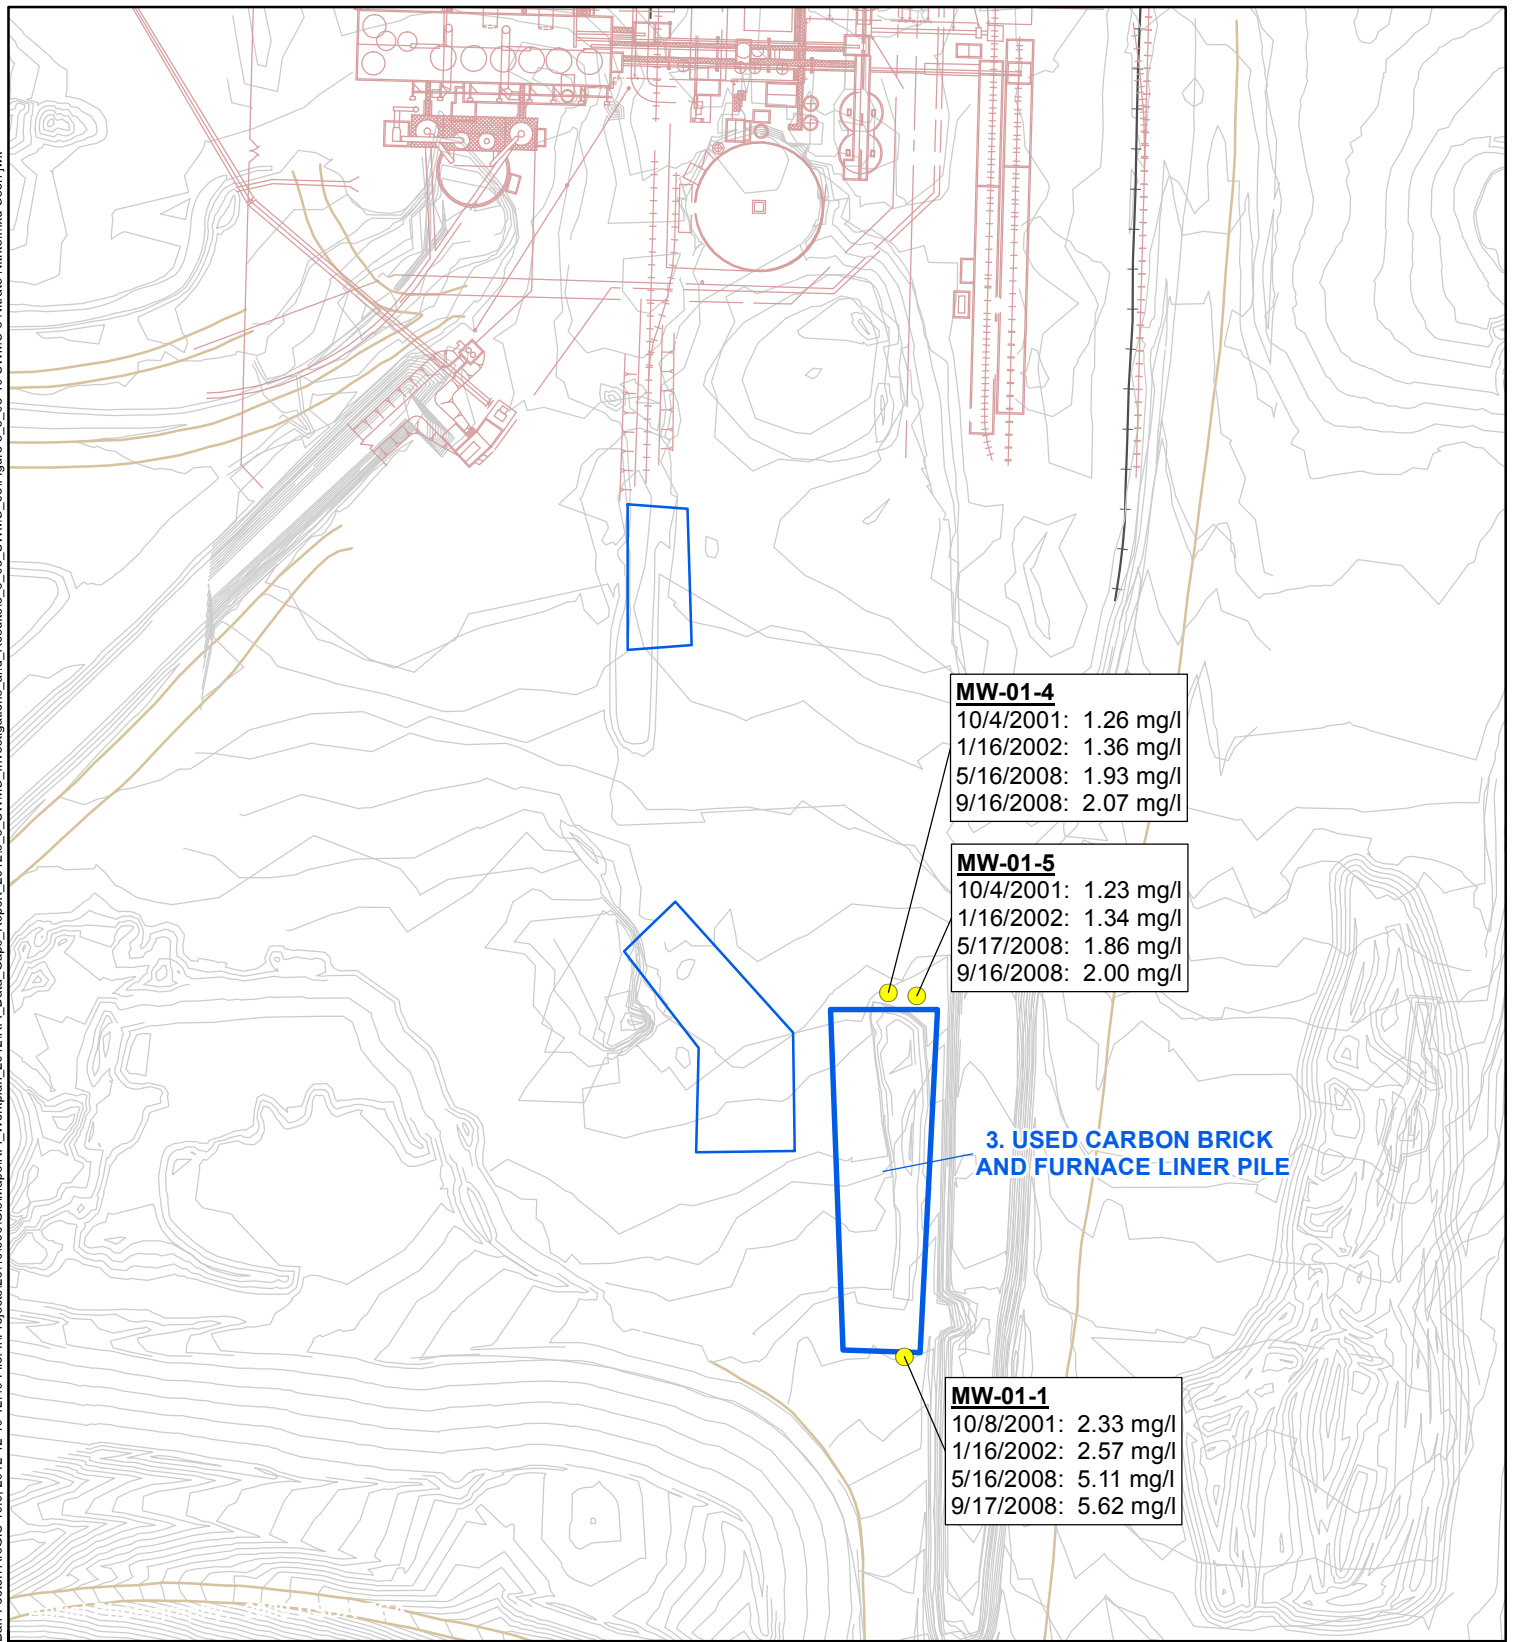 MW-01-4
10/4/2001: 1.26 mg/l
1/16/2002: 1.36 mg/l
5/16/2008: 1.93 mg/l
9/16/2008: 2.07 mg/l
MW-01-5
10/4/2001: 1.23 mg/l
1/16/2002: 1.34 mg/l
5/17/2008: 1.86 mg/l
9/16/2008: 2.00 mg/l
3. USED CARBON BRICK
AND FURNACE LINER PILE
MW-01-1
10/8/2001: 2.33 mg/l
1/16/2002: 2.57 mg/l
5/16/2008: 5.11 mg/l
9/17/2008: 5.62 mg/l